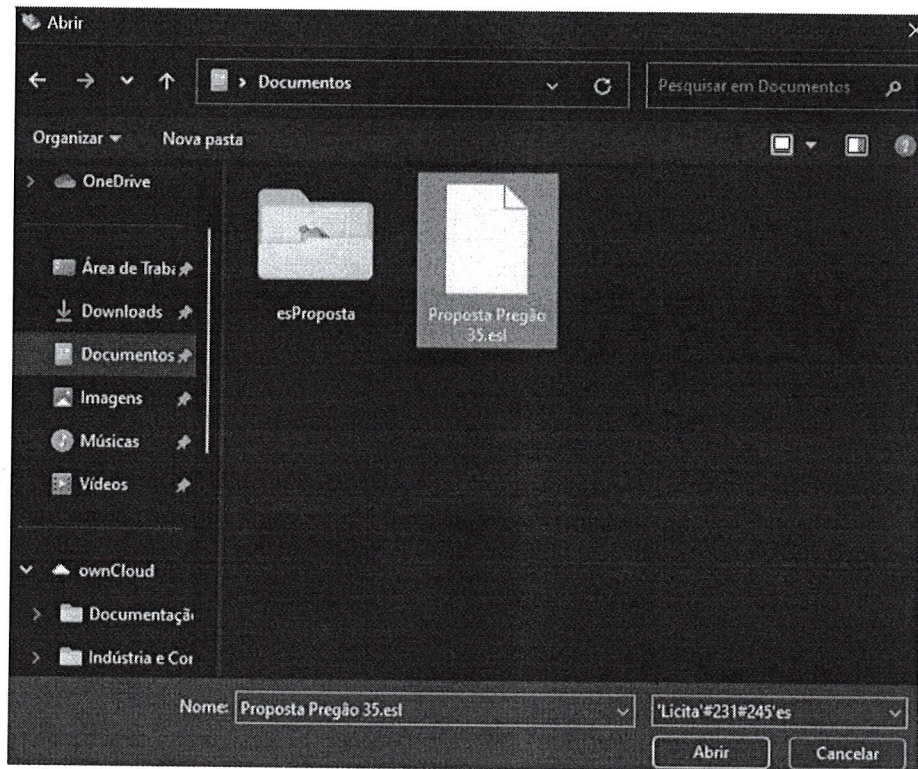 Abrir
Documentos
Pesquisar em Documentos
Organizar
Nova pasta
OneDrive
Área de Traba
Downloads
Documentos
Imagens
Músicas
Vídeos
ownCloud
Documentaçã
Indústria e Cor
esProposta
Proposta Pregão
35.esl
Nome: Proposta Pregão 35.esl
'Licita'#231#245'es
Abrir
Cancelar